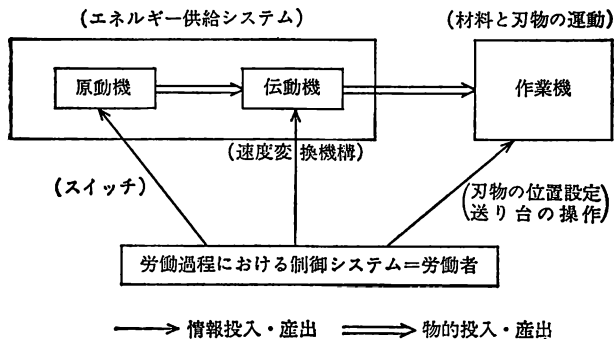 (エネルギー供給システム)
(材料と刃物の運動)
原動機
伝動機
作業機
(速度変換機構)
(スイッチ)
(刃物の位置設定
送り台の操作)
労働過程における制御システム=労働者
情報投入・産出
物的投入・産出